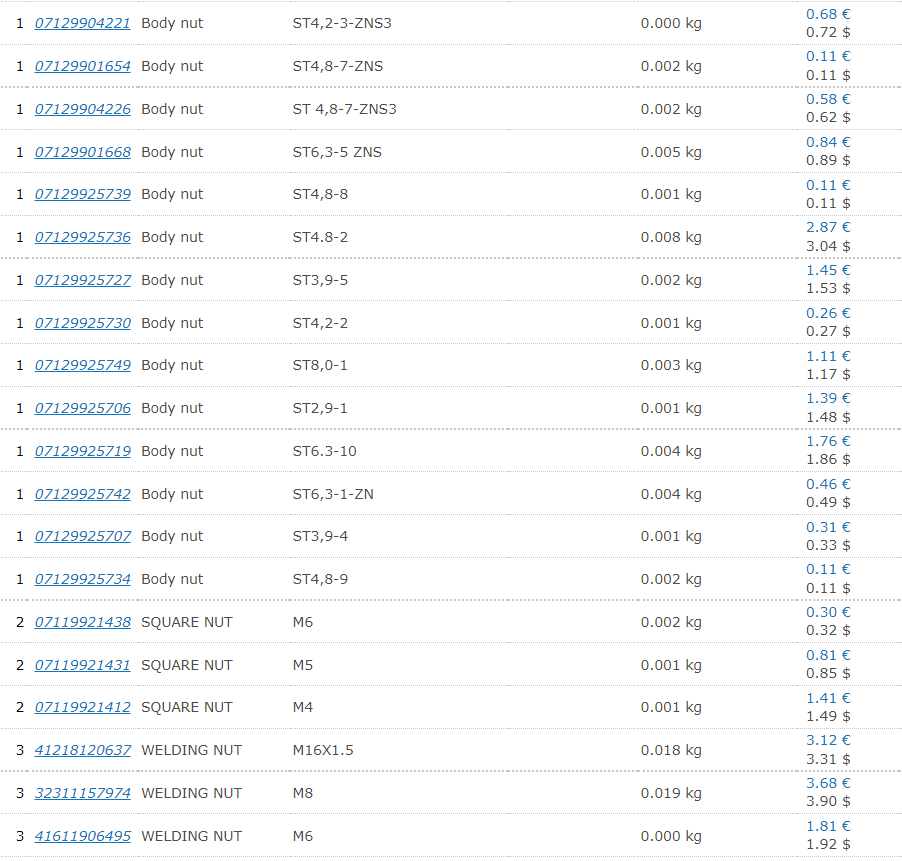 1 07129904221 Body nut ST4,2-3-ZNS3 0.000 kg 0.68 €
0.72 $
1 07129901654 Body nut ST4,8-7-ZNS 0.002 kg 0.11 €
0.11 $
1 07129904226 Body nut ST 4,8-7-ZNS3 0.002 kg 0.58 €
0.62 $
1 07129901668 Body nut ST6,3-5 ZNS 0.005 kg 0.84 €
0.89 $
1 07129925739 Body nut ST4,8-8 0.001 kg 0.11 €
0.11 $
1 07129925736 Body nut ST4.8-2 0.008 kg 2.87 €
3.04 $
1 07129925727 Body nut ST3,9-5 0.002 kg 1.45 €
1.53 $
1 07129925730 Body nut ST4,2-2 0.001 kg 0.26 €
0.27 $
1 07129925749 Body nut ST8,0-1 0.003 kg 1.11 €
1.17 $
1 07129925706 Body nut ST2,9-1 0.001 kg 1.39 €
1.48 $
1 07129925719 Body nut ST6.3-10 0.004 kg 1.76 €
1.86 $
1 07129925742 Body nut ST6,3-1-ZN 0.004 kg 0.46 €
0.49 $
1 07129925707 Body nut ST3,9-4 0.001 kg 0.31 €
0.33 $
1 07129925734 Body nut ST4,8-9 0.002 kg 0.11 €
0.11 $
2 07119921438 SQUARE NUT M6 0.002 kg 0.30 €
0.32 $
2 07119921431 SQUARE NUT M5 0.001 kg 0.81 €
0.85 $
2 07119921412 SQUARE NUT M4 0.001 kg 1.41 €
1.49 $
3 41218120637 WELDING NUT M16X1.5 0.018 kg 3.12 €
3.31 $
3 32311157974 WELDING NUT M8 0.019 kg 3.68 €
3.90 $
3 41611906495 WELDING NUT M6 0.000 kg 1.81 €
1.92 $